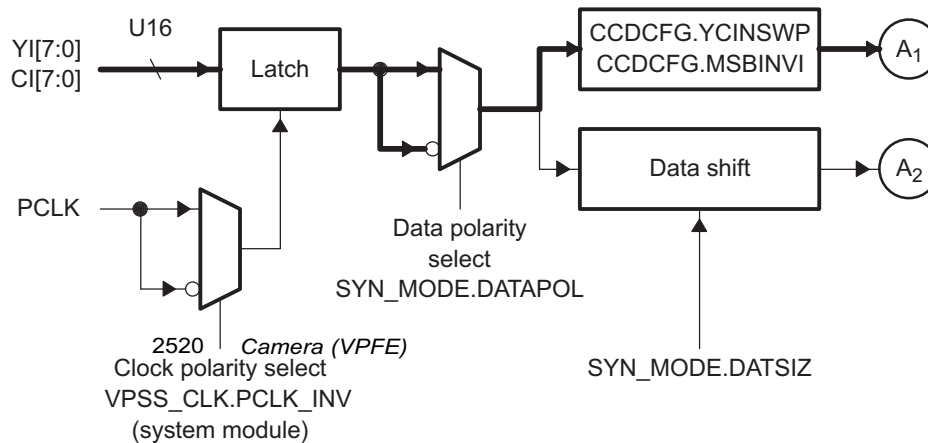 U16
YI[7:0]
CI[7:0]
Latch
CCDCFG.YCINSWP
CCDCFG.MSBINVI
A1
Data shift
A2
PCLK
Data polarity
select
SYN_MODE.DATAPOL
2520 Camera (VPFE)
Clock polarity select
VPSS_CLK.PCLK_INV
(system module)
SYN_MODE.DATSIZ